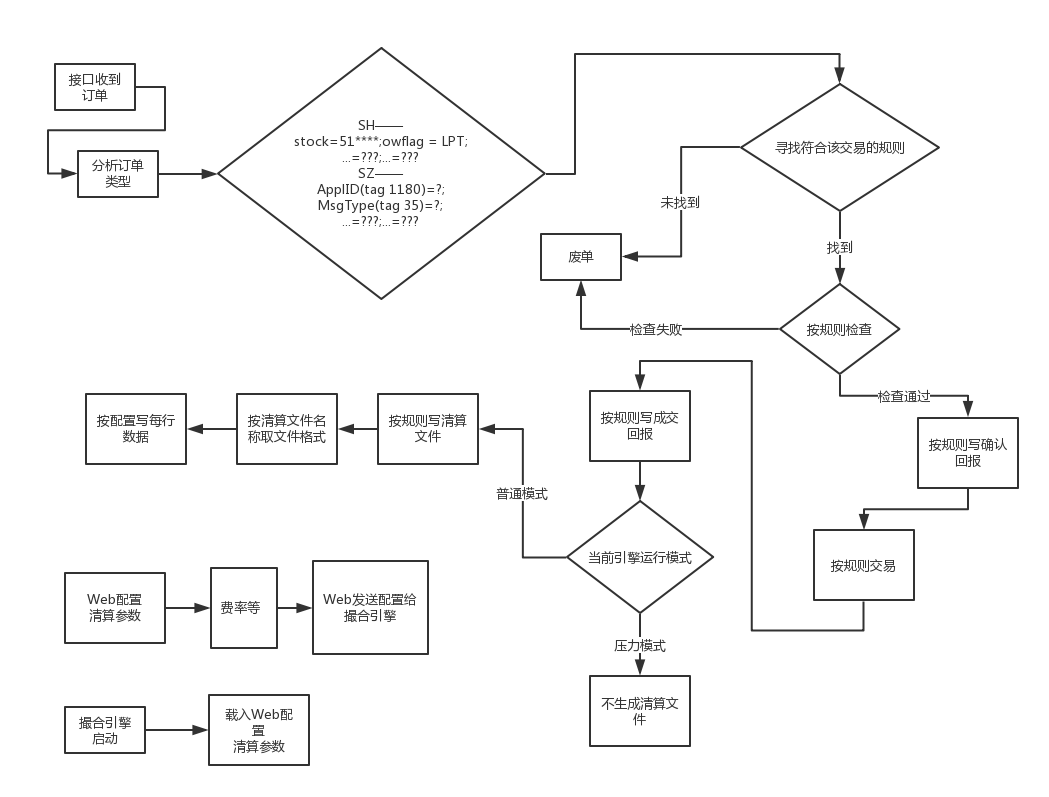 接口收到
订单
分析订单
类型
SH——
stock=51****;owflag = LPT;
...=???;...=???
SZ——
ApplID(tag 1180)=?;
MsgType(tag 35)=?;
...=???;...=???
寻找符合该交易的规则
未找到
找到
废单
检查失败
按规则检查
检查通过
按规则写确认
回报
按规则交易
按规则写成交
回报
当前引擎运行模式
普通模式
按规则写清算
文件
按清算文件名
称取文件格式
按配置写每行
数据
压力模式
不生成清算文
件
Web配置
清算参数
费率等
Web发送配置给
撮合引擎
撮合引擎
启动
载入Web配
置
清算参数